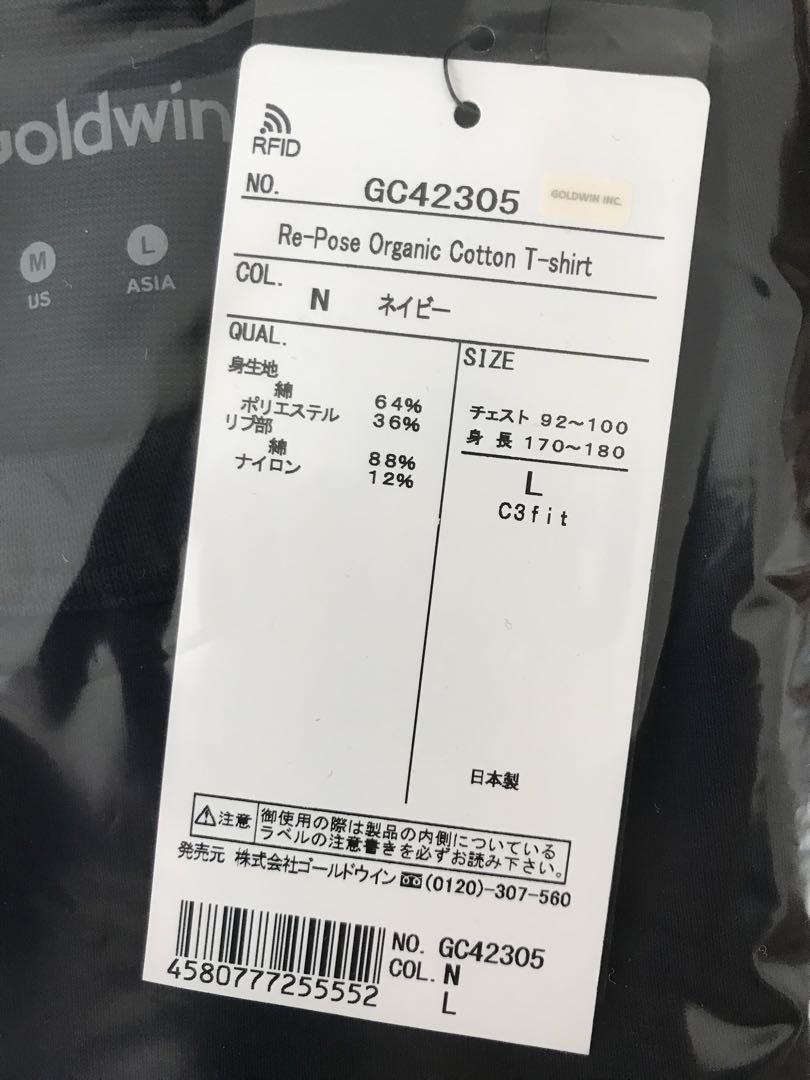 Goldwin
M
US
L
ASIA
RFID
NO. GC42305
GOLDWIN INC.
Re-Pose Organic Cotton T-shirt
COL.
N ネイビー
QUAL.
身生地
綿 64%
ポリエステル 36%
リブ部
綿 88%
ナイロン 12%
SIZE
チェスト 92〜100
身長 170〜180
L
C3fit
日本製
注意
御使用の際は製品の内側についている
ラベルの注意書きを必ずお読み下さい。
発売元 株式会社ゴールドウイン (0120)-307-560
4580777255552
NO. GC42305
COL. N
L